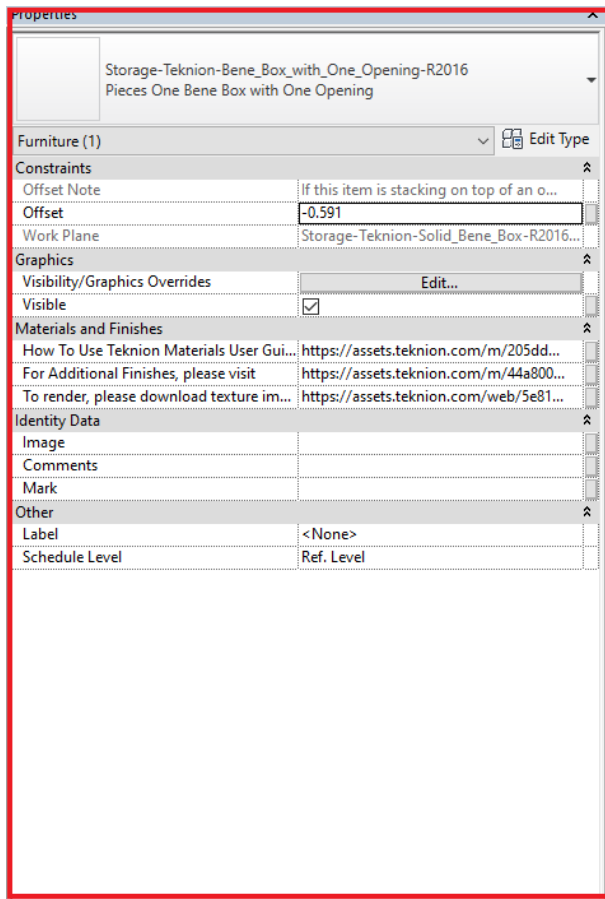 Properties
Storage-Teknion-Bene_Box_with_One_Opening-R2016
Pieces One Bene Box with One Opening
Furniture (1) Edit Type
Constraints
Offset Note If this item is stacking on top of an o...
Offset -0.591
Work Plane Storage-Teknion-Solid_Bene_Box-R2016...
Graphics
Visibility/Graphics Overrides Edit...
Visible
Materials and Finishes
How To Use Teknion Materials User Gui... https://assets.teknion.com/m/205dd...
For Additional Finishes, please visit https://assets.teknion.com/m/44a800...
To render, please download texture im... https://assets.teknion.com/web/5e81...
Identity Data
Image
Comments
Mark
Other
Label <None>
Schedule Level Ref. Level